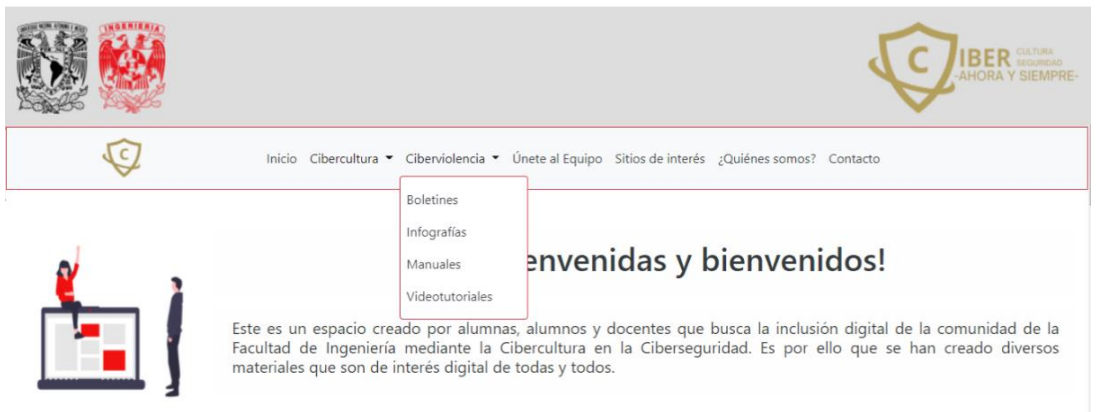 INGENIERIA
C IBER CULTURA
SEGURIDAD
-AHORA Y SIEMPRE-
C
Inicio Cibercultura Ciberviolencia Únete al Equipo Sitios de interés ¿Quiénes somos? Contacto
Boletines
Infografías
Manuales
Videotutoriales
envenidas y bienvenidos!
Este es un espacio creado por alumnas, alumnos y docentes que busca la inclusión digital de la comunidad de la
Facultad de Ingeniería mediante la Cibercultura en la Ciberseguridad. Es por ello que se han creado diversos
materiales que son de interés digital de todas y todos.